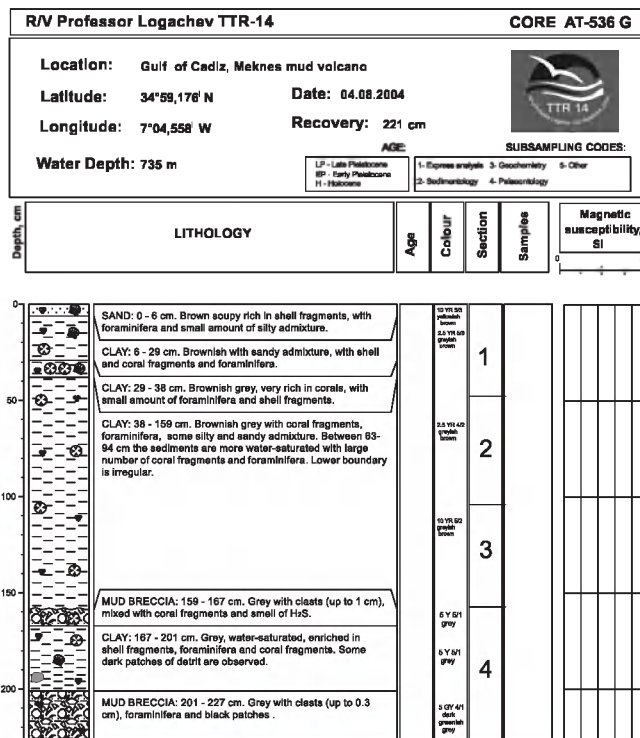 R/V Professor Logachev TTR-14 CORE AT-536 G
Location: Gulf of Cadiz, Meknes mud volcano
Latitude: 34°59,176' N Date: 04.08.2004
Longitude: 7°04,558' W Recovery: 221 cm
Water Depth: 735 m
TTR 14
AGE:
LP - Late Pleistocene
EP - Early Pleistocene
H - Holocene
SUBSAMPLING CODES:
1- Express analysis 3- Geochemistry 5- Other
2- Sedimentology 4- Paleontology
Depth, cm
LITHOLOGY
Age
Colour
Section
Samples
Magnetic
susceptibility,
SI
0
0
SAND: 0 - 6 cm. Brown soupy rich in shell fragments, with
foraminifera and small amount of silty admixture.
10 YR 5/3
yellowish
brown
CLAY: 6 - 29 cm. Brownish with sandy admixture, with shell
and coral fragments and foraminifera.
greyish
brown
1
CLAY: 29 - 38 cm. Brownish grey, very rich in corals, with
small amount of foraminifera and shell fragments.
50
CLAY: 38 - 159 cm. Brownish grey with coral fragments,
foraminifera, some silty and sandy admixture. Between 63-
94 cm the sediments are more water-saturated with large
number of coral fragments and foraminifera. Lower boundary
is irregular.
2.5 YR 4/2
greyish
brown
2
100
10 YR 5/2
greyish
brown
3
150
MUD BRECCIA: 159 - 167 cm. Grey with clasts (up to 1 cm),
mixed with coral fragments and smell of H₂S.
5 Y 5/1
grey
CLAY: 167 - 201 cm. Grey, water-saturated, enriched in
shell fragments, foraminifera and coral fragments. Some
dark patches of detrit are observed.
5 Y 5/1
grey
4
200
MUD BRECCIA: 201 - 227 cm. Grey with clasts (up to 0.3
cm), foraminifera and black patches .
5 GY 4/1
dark
greenish
grey